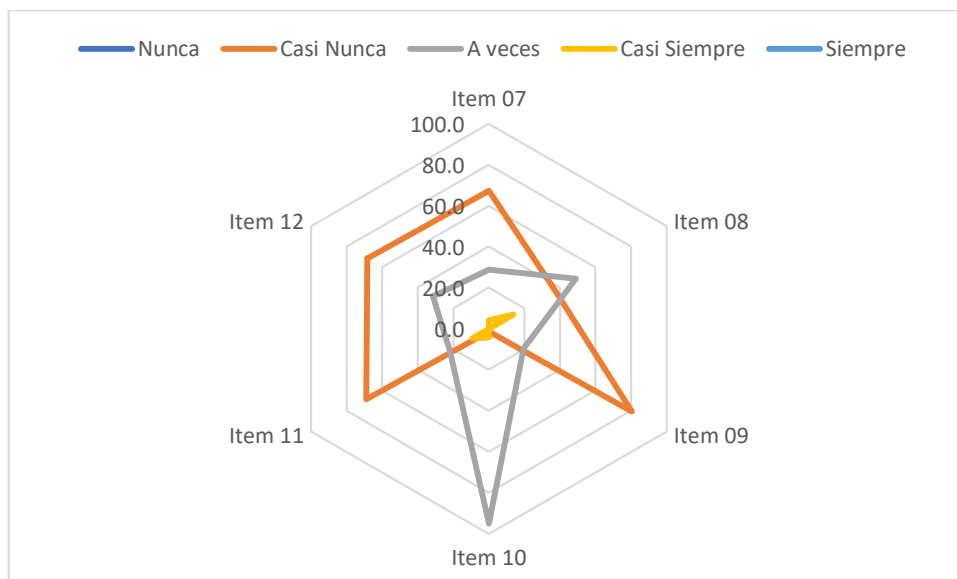 Nunca Casi Nunca A veces Casi Siempre Siempre
Item 07
100.0
80.0
Item 12 Item 08
60.0
40.0
20.0
0.0
Item 11 Item 09
Item 10